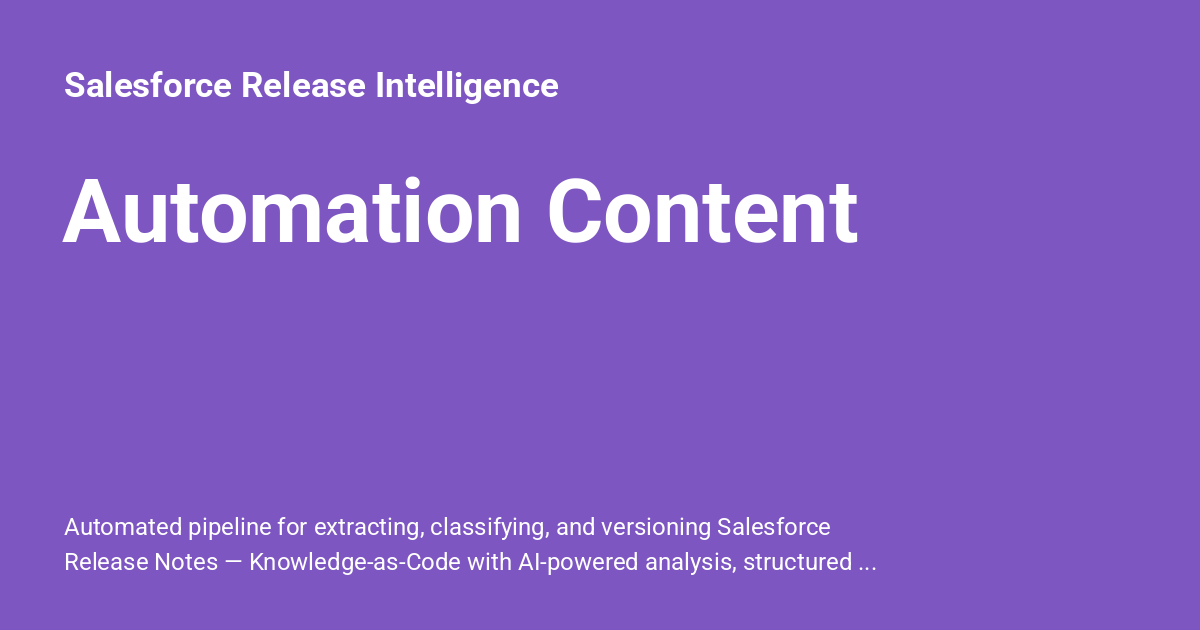 Salesforce Release Intelligence
Automation Content
Automated pipeline for extracting, classifying, and versioning Salesforce
Release Notes — Knowledge-as-Code with AI-powered analysis, structured ...